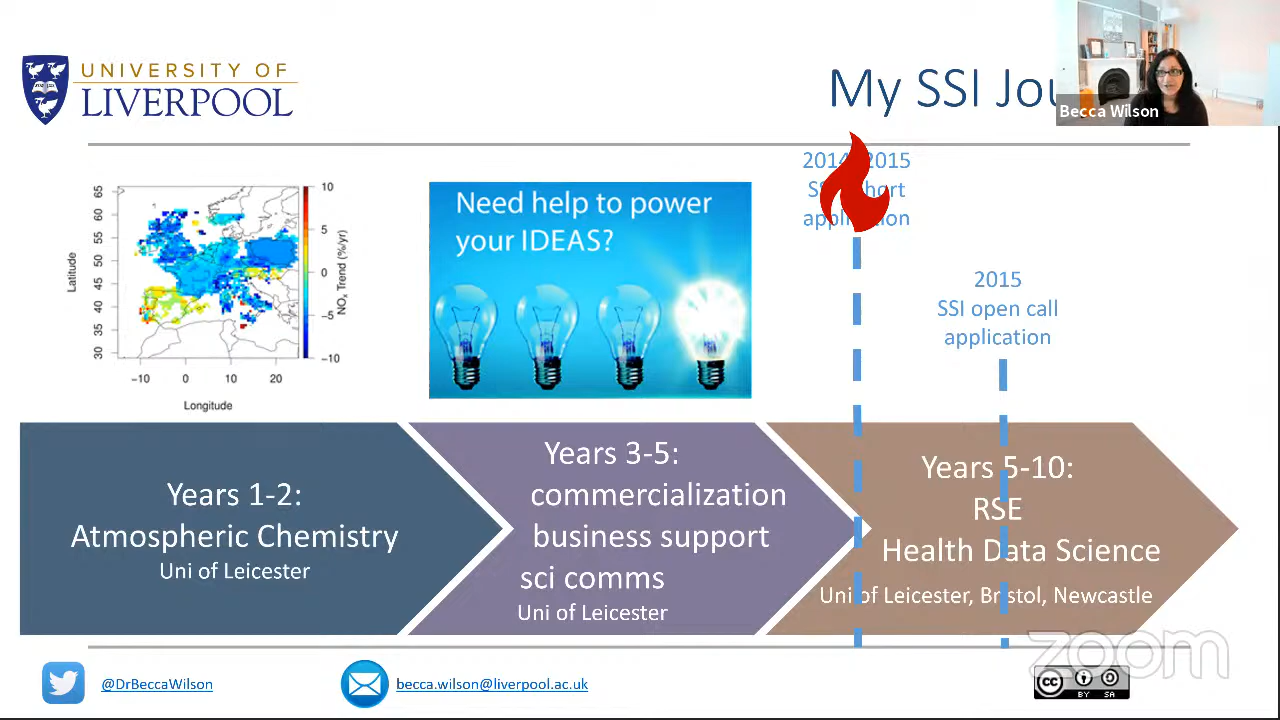 UNIVERSITY OF
LIVERPOOL
My SSI Jou
Becca Wilson
65
60
55
50
45
40
35
30
Latitude
−10
0
10
20
Longitude
10
5
0
−5
−10
NOx Trend (%/yr)
Need help to power
your IDEAS?
2014 2015
application
2015
SSI open call
application
Years 1-2:
Atmospheric Chemistry
Uni of Leicester
Years 3-5:
commercialization
business support
sci comms
Uni of Leicester
Years 5-10:
RSE
Health Data Science
Uni of Leicester, Bristol, Newcastle
@DrBeccaWilson
becca.wilson@liverpool.ac.uk
zoom
cc
BY SA